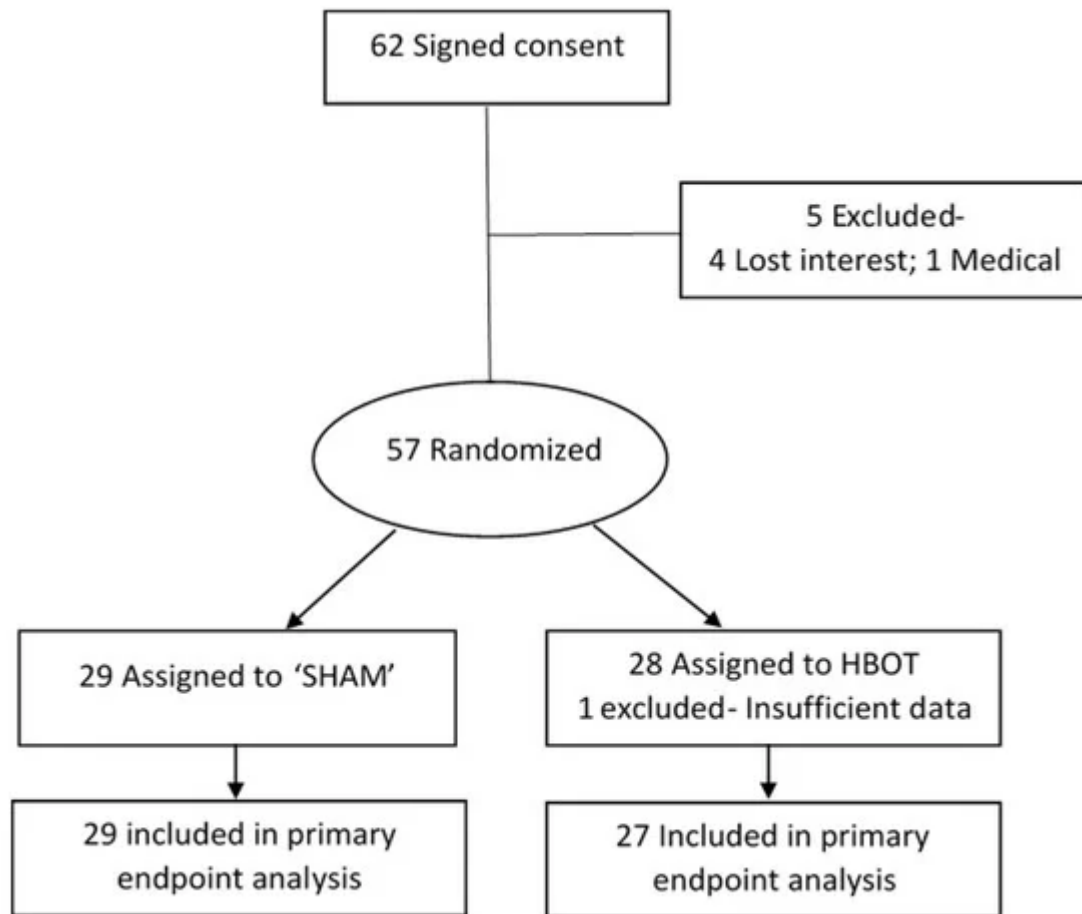 62 Signed consent
5 Excluded-
4 Lost interest; 1 Medical
57 Randomized
29 Assigned to ‘SHAM’
28 Assigned to HBOT
1 excluded- Insufficient data
29 included in primary
endpoint analysis
27 Included in primary
endpoint analysis